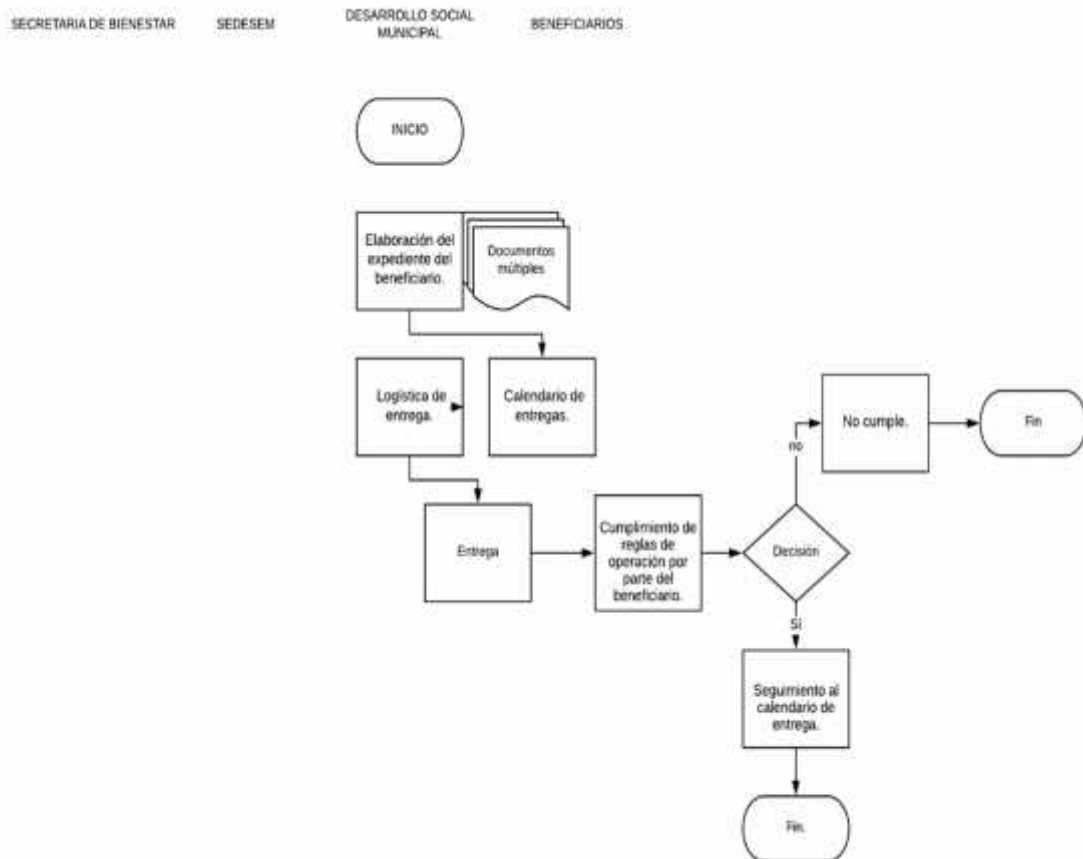 SECRETARIA DE BIENESTAR
SEDESEM
DESARROLLO SOCIAL
MUNICIPAL
BENEFICIARIOS
INICIO
Elaboración del
expediente del
beneficiario.
Documentos
múltiples
Logística de
entrega.
Calendario de
entregas.
No cumple.
Fin
no
Entrega
Cumplimiento de
reglas de
operación por
parte del
beneficiario.
Decisión
Sí
Seguimiento al
calendario de
entrega.
Fin.